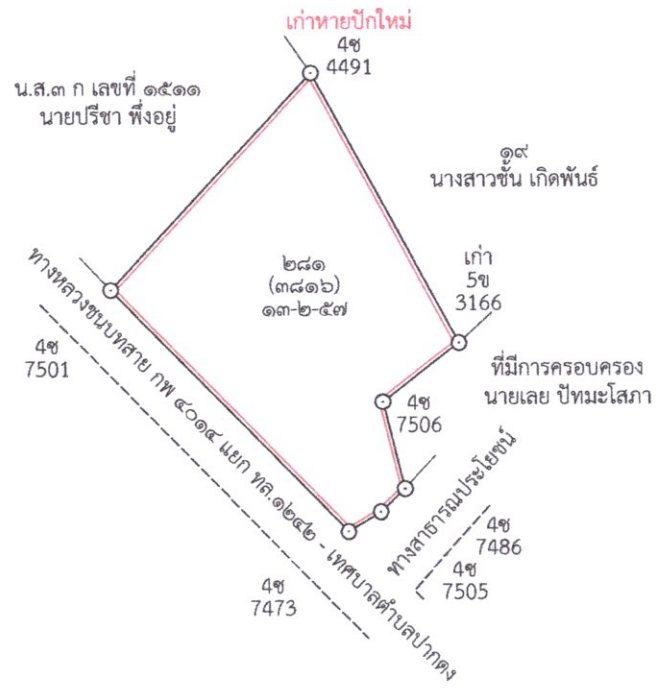 เก่าหายปักใหม่
4ช
4491
น.ส.๓ ก เลขที่ ๑๕๑๑
นายปรีชา พึ่งอยู่
๑๙
นางสาวชั้น เกิดพันธ์
๒๘๑
(๓๘๑๖)
๑๓-๒-๕๗
เก่า
5ข
3166
ทางหลวงชนบทสาย กพ ๔๐๑๔ แยก ทล.๑๒๔๒ - เทศบาลตำบลปากดง
4ช
7501
ที่มีการครอบครอง
นายเลย ปัทมะโสภา
4ช
7506
ทางสาธารณประโยชน์
4ช
7486
4ช
7505
4ช
7473